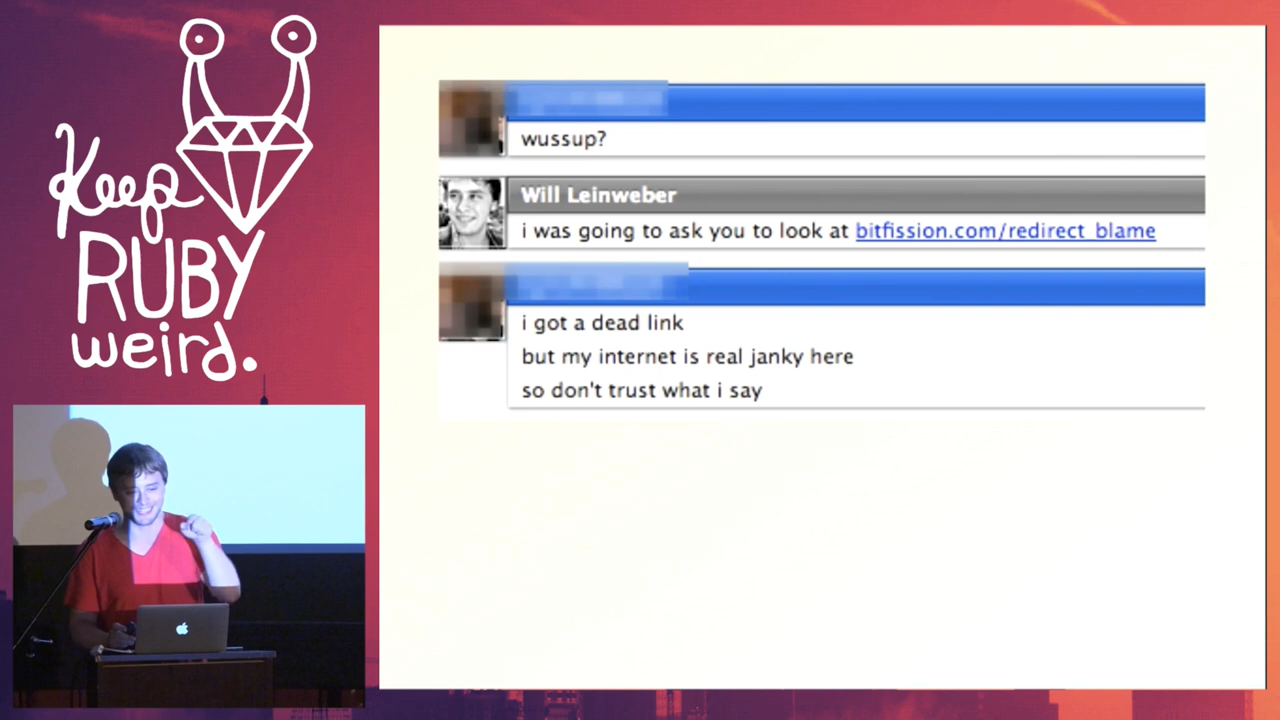 Keep
RUBY
weird.
wussup?
Will Leinweber
i was going to ask you to look at bitfission.com/redirect_blame
i got a dead link
but my internet is real janky here
so don't trust what i say